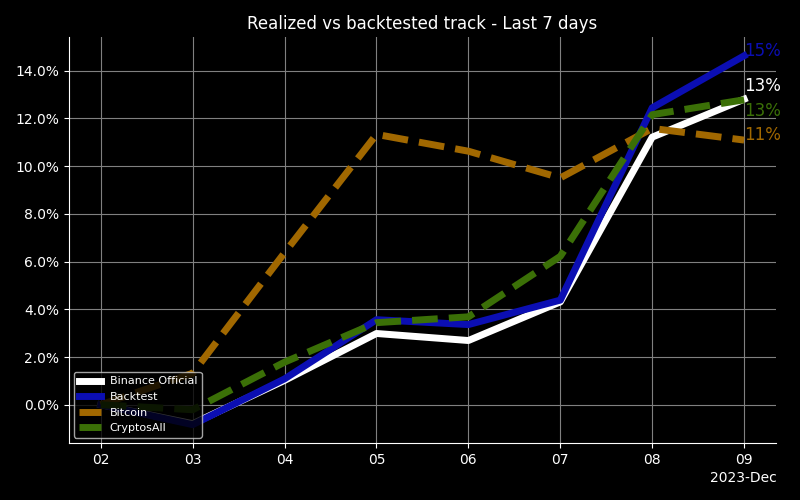 Realized vs backtested track - Last 7 days
15%
14.0%
13%
12.0%
13%
11%
10.0%
8.0%
6.0%
4.0%
2.0%
0.0%
Binance Official
Backtest
Bitcoin
CryptosAll
02 03 04 05 06 07 08 09
2023-Dec